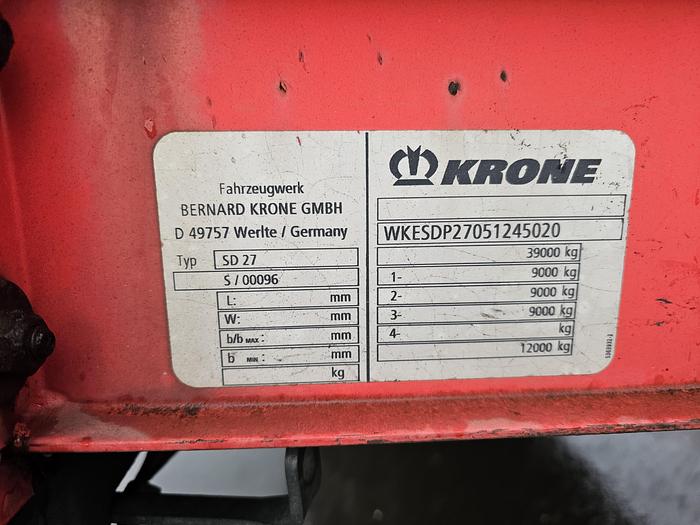 Fahrzeugwerk
BERNARD KRONE GMBH
D 49757 Werlte / Germany
Typ SD 27
S / 00096
L: mm
W: mm
b/b MAX : mm
b MIN : mm
kg
KRONE
WKESDP27051245020
39000 kg
1- 9000 kg
2- 9000 kg
3- 9000 kg
4- kg
12000 kg